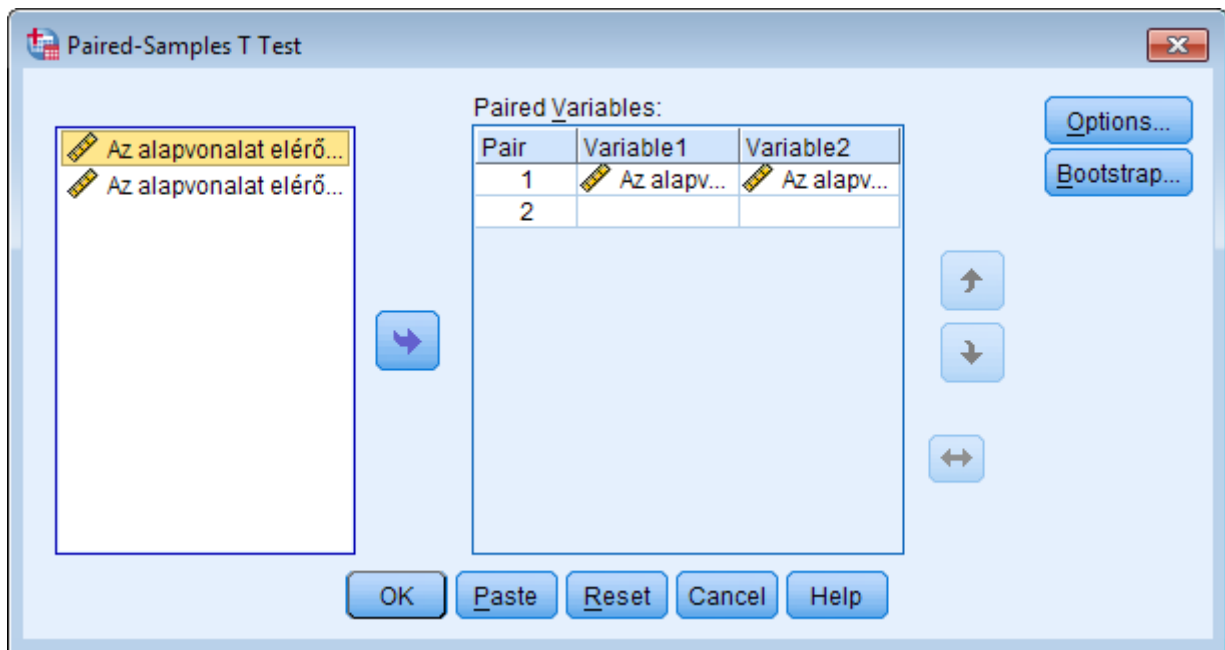 Paired-Samples T Test
Az alapvonalat elérő...
Az alapvonalat elérő...
Paired Variables:
Pair Variable1 Variable2
1 Az alapv... Az alapv...
2
Options...
Bootstrap...
OK Paste Reset Cancel Help